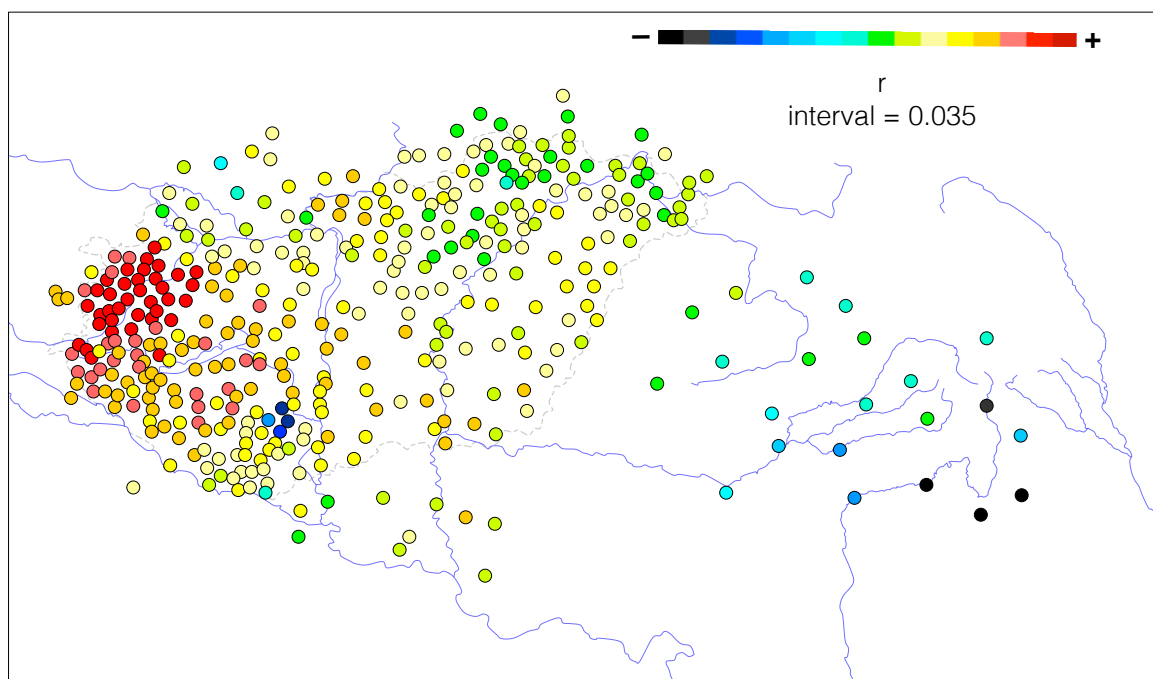 − +
r
interval = 0.035